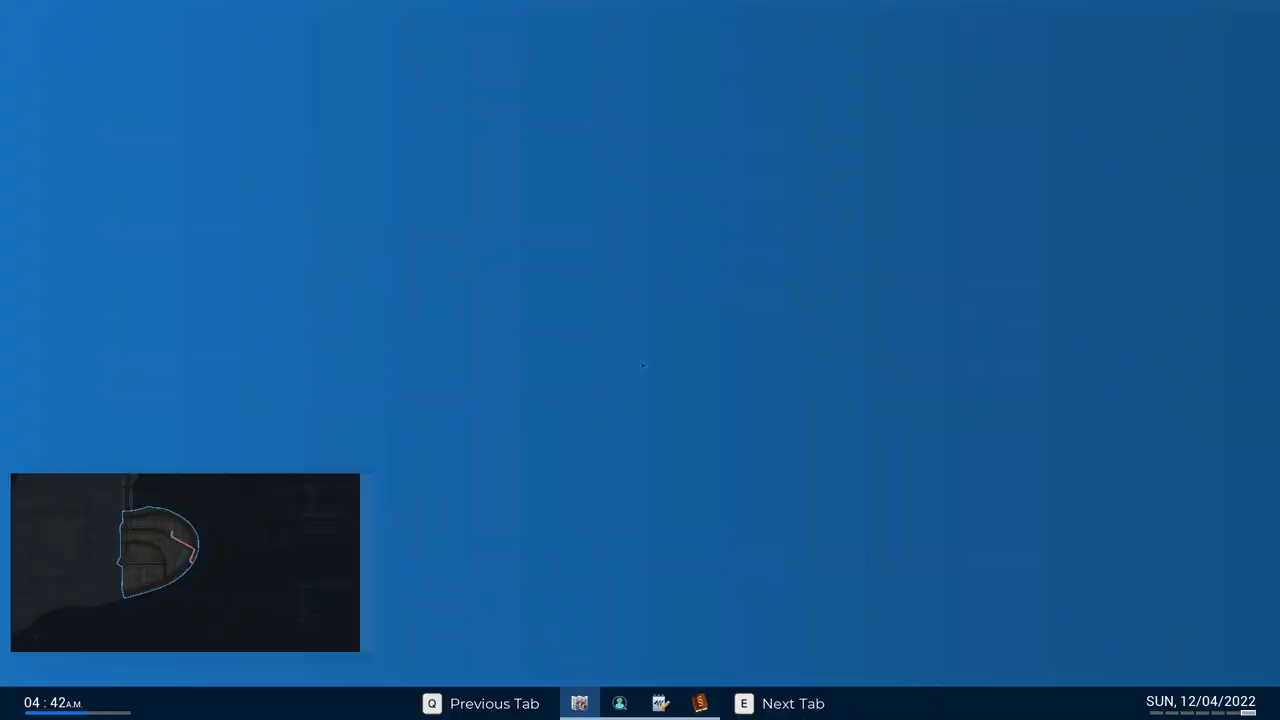 04 : 42A.M.
Q Previous Tab
E Next Tab
SUN, 12/04/2022